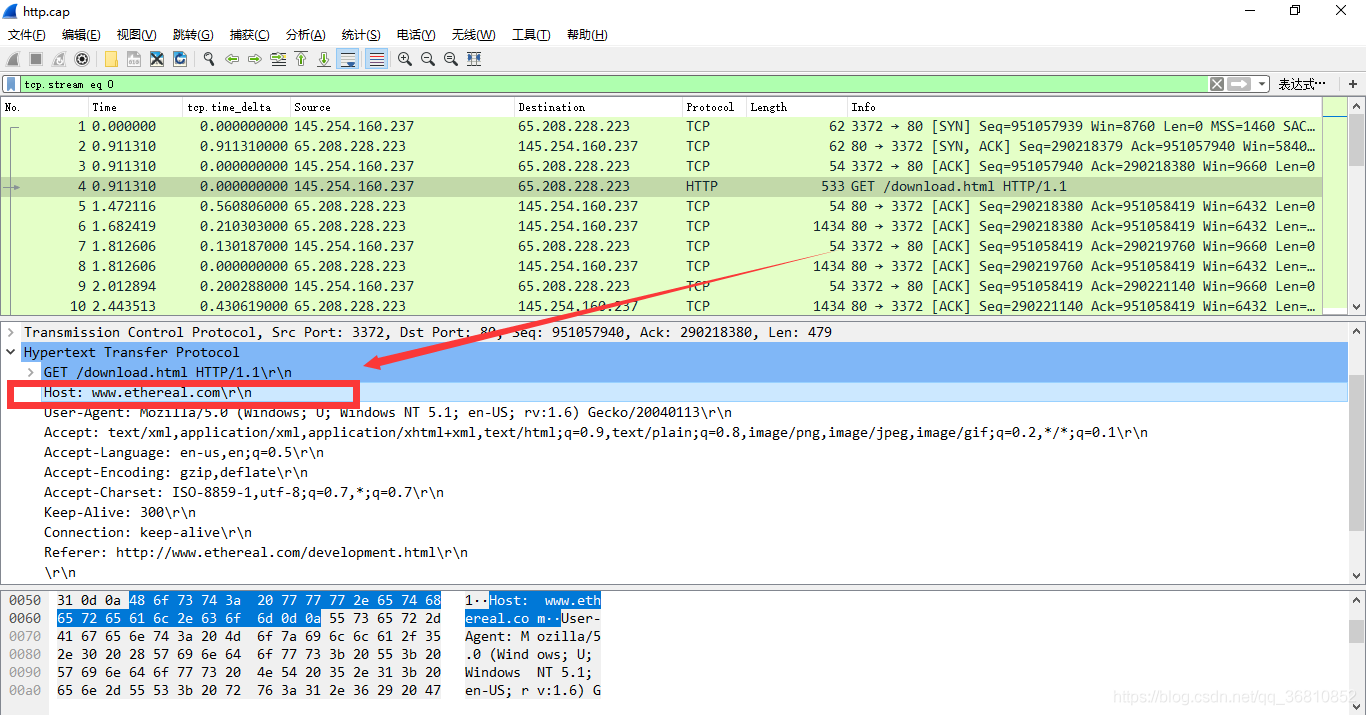 http.cap
文件(F) 编辑(E) 视图(V) 跳转(G) 捕获(C) 分析(A) 统计(S) 电话(Y) 无线(W) 工具(T) 帮助(H)
tcp.stream eq 0 表达式… +
No. Time tcp.time_delta Source Destination Protocol Length Info
1 0.000000 0.000000000 145.254.160.237 65.208.228.223 TCP 62 3372 → 80 [SYN] Seq=951057939 Win=8760 Len=0 MSS=1460 SAC…
2 0.911310 0.911310000 65.208.228.223 145.254.160.237 TCP 62 80 → 3372 [SYN, ACK] Seq=290218379 Ack=951057940 Win=5840…
3 0.911310 0.000000000 145.254.160.237 65.208.228.223 TCP 54 3372 → 80 [ACK] Seq=951057940 Ack=290218380 Win=9660 Len=0
4 0.911310 0.000000000 145.254.160.237 65.208.228.223 HTTP 533 GET /download.html HTTP/1.1
5 1.472116 0.560806000 65.208.228.223 145.254.160.237 TCP 54 80 → 3372 [ACK] Seq=290218380 Ack=951058419 Win=6432 Len=0
6 1.682419 0.210303000 65.208.228.223 145.254.160.237 TCP 1434 80 → 3372 [ACK] Seq=290218380 Ack=951058419 Win=6432 Len=…
7 1.812606 0.130187000 145.254.160.237 65.208.228.223 TCP 54 3372 → 80 [ACK] Seq=951058419 Ack=290219760 Win=9660 Len=0
8 1.812606 0.000000000 65.208.228.223 145.254.160.237 TCP 1434 80 → 3372 [ACK] Seq=290219760 Ack=951058419 Win=6432 Len=…
9 2.012894 0.200288000 145.254.160.237 65.208.228.223 TCP 54 3372 → 80 [ACK] Seq=951058419 Ack=290221140 Win=9660 Len=0
10 2.443513 0.430619000 65.208.228.223 145.254.160.237 TCP 1434 80 → 3372 [ACK] Seq=290221140 Ack=951058419 Win=6432 Len=…
Transmission Control Protocol, Src Port: 3372, Dst Port: 80, Seq: 951057940, Ack: 290218380, Len: 479
Hypertext Transfer Protocol
GET /download.html HTTP/1.1\r\n
Host: www.ethereal.com\r\n
User-Agent: Mozilla/5.0 (Windows; U; Windows NT 5.1; en-US; rv:1.6) Gecko/20040113\r\n
Accept: text/xml,application/xml,application/xhtml+xml,text/html;q=0.9,text/plain;q=0.8,image/png,image/jpeg,image/gif;q=0.2,*/*;q=0.1\r\n
Accept-Language: en-us,en;q=0.5\r\n
Accept-Encoding: gzip,deflate\r\n
Accept-Charset: ISO-8859-1,utf-8;q=0.7,*;q=0.7\r\n
Keep-Alive: 300\r\n
Connection: keep-alive\r\n
Referer: http://www.ethereal.com/development.html\r\n
\r\n
0050 31 0d 0a 48 6f 73 74 3a 20 77 77 77 2e 65 74 68 1··Host: www.eth
0060 65 72 65 61 6c 2e 63 6f 6d 0d 0a 55 73 65 72 2d ereal.co m··User-
0070 41 67 65 6e 74 3a 20 4d 6f 7a 69 6c 6c 61 2f 35 Agent: M ozilla/5
0080 2e 30 20 28 57 69 6e 64 6f 77 73 3b 20 55 3b 20 .0 (Wind ows; U;
0090 57 69 6e 64 6f 77 73 20 4e 54 20 35 2e 31 3b 20 Windows NT 5.1;
00a0 65 6e 2d 55 53 3b 20 72 76 3a 31 2e 36 29 20 47 en-US; r v:1.6) G
https://blog.csdn.net/qq_36810852